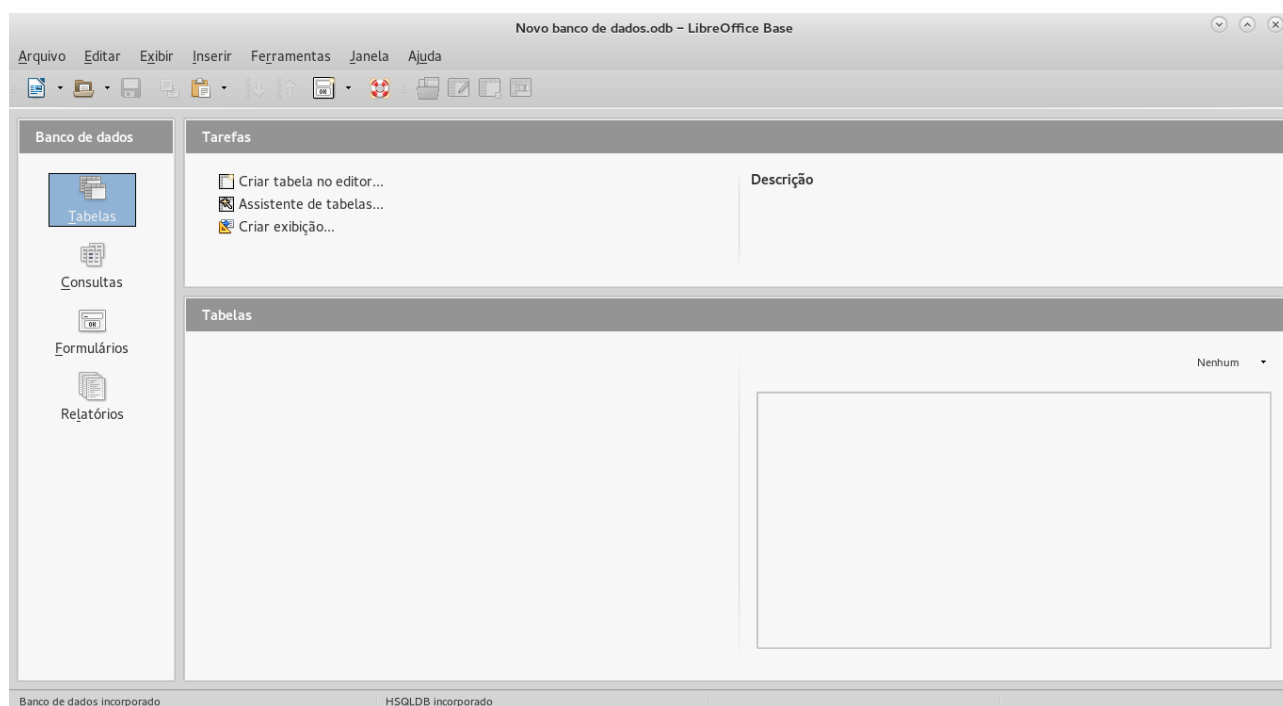 Novo banco de dados.odb – LibreOffice Base
Arquivo Editar Exibir Inserir Ferramentas Janela Ajuda
Banco de dados
Tabelas
Consultas
Formulários
Relatórios
Tarefas
Criar tabela no editor...
Assistente de tabelas...
Criar exibição...
Descrição
Tabelas
Nenhum
Banco de dados incorporado
HSQLDB incorporado